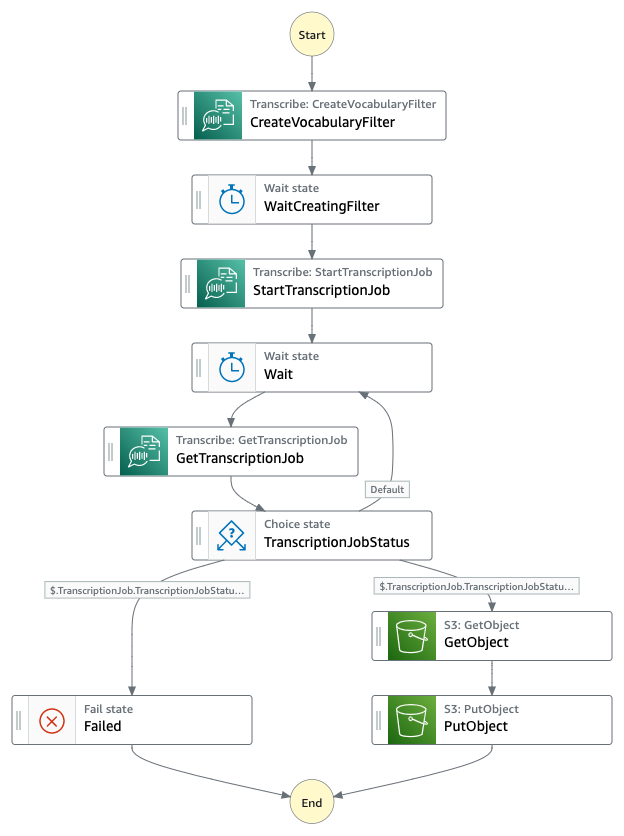 Start
Transcribe: CreateVocabularyFilter
CreateVocabularyFilter
Wait state
WaitCreatingFilter
Transcribe: StartTranscriptionJob
StartTranscriptionJob
Wait state
Wait
Transcribe: GetTranscriptionJob
GetTranscriptionJob
Default
Choice state
TranscriptionJobStatus
$.TranscriptionJob.TranscriptionJobStatu...
$.TranscriptionJob.TranscriptionJobStatu...
S3: GetObject
GetObject
Fail state
Failed
S3: PutObject
PutObject
End